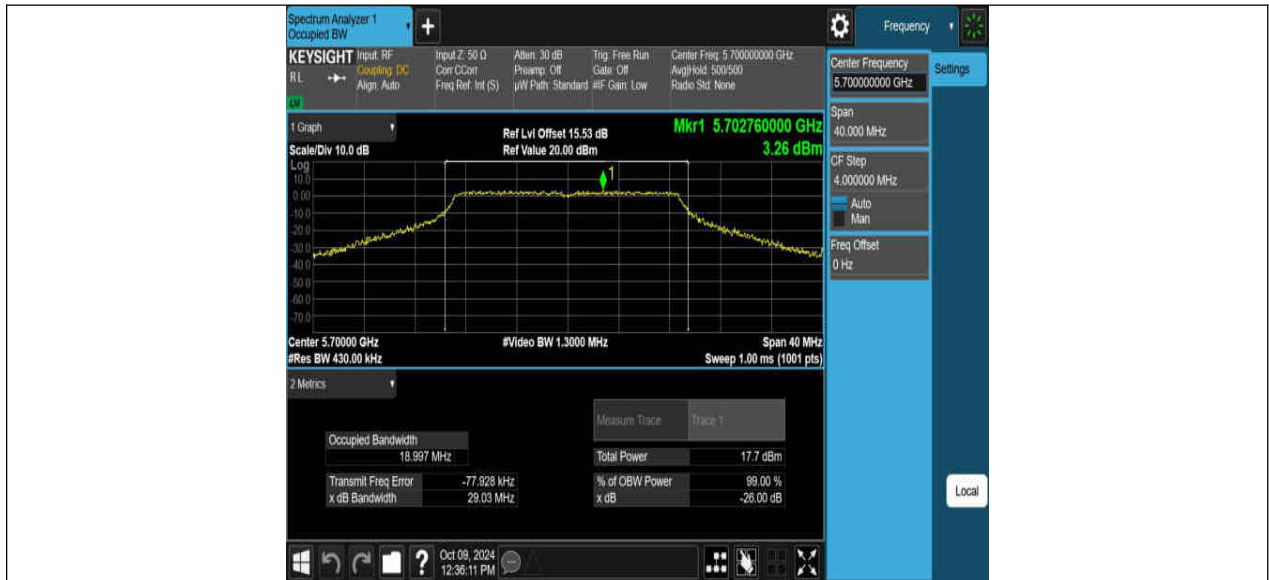 Spectrum Analyzer 1
Occupied BW
+
Frequency
KEYSIGHT
RL
LW
Input: RF
Coupling: DC
Align: Auto
Input Z: 50 Ω
Corr CCorr
Freq Ref: Int (S)
Atten: 30 dB
Preamp: Off
µW Path: Standard
Trig: Free Run
Gate: Off
#IF Gain: Low
Center Freq: 5.700000000 GHz
Avg|Hold: 500/500
Radio Std: None
Center Frequency
5.700000000 GHz
Settings
Span
40.000 MHz
CF Step
4.000000 MHz
Auto
Man
Freq Offset
0 Hz
1 Graph
Scale/Div 10.0 dB
Ref Lvl Offset 15.53 dB
Ref Value 20.00 dBm
Mkr1 5.702760000 GHz
3.26 dBm
Log
10.0
0.00
-10.0
-20.0
-30.0
-40.0
-50.0
-60.0
-70.0
1
Center 5.70000 GHz
#Res BW 430.00 kHz
#Video BW 1.3000 MHz
Span 40 MHz
Sweep 1.00 ms (1001 pts)
2 Metrics
Measure Trace Trace 1
Occupied Bandwidth
18.997 MHz
Total Power 17.7 dBm
Transmit Freq Error -77.928 kHz
% of OBW Power 99.00 %
x dB Bandwidth 29.03 MHz
x dB -26.00 dB
Local
?
Oct 09, 2024
12:36:11 PM